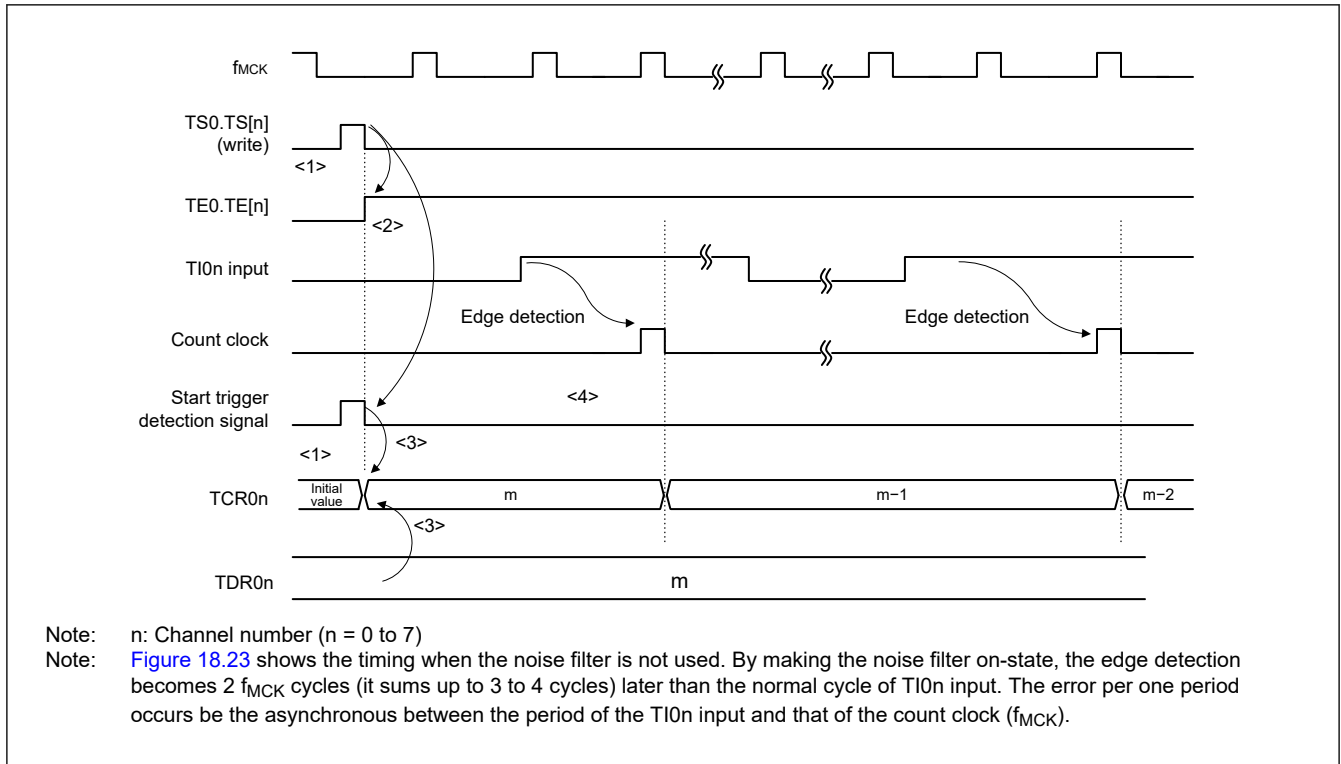 fMCK
TS0.TS[n]
(write)
<1>
TE0.TE[n]
<2>
TI0n input
Edge detection
Edge detection
Count clock
Start trigger
detection signal
<4>
<3>
<1>
TCR0n
Initial
value
m
m−1
m−2
<3>
TDR0n
m
Note: n: Channel number (n = 0 to 7)
Note: Figure 18.23 shows the timing when the noise filter is not used. By making the noise filter on-state, the edge detection
becomes 2 fMCK cycles (it sums up to 3 to 4 cycles) later than the normal cycle of TI0n input. The error per one period
occurs be the asynchronous between the period of the TI0n input and that of the count clock (fMCK).